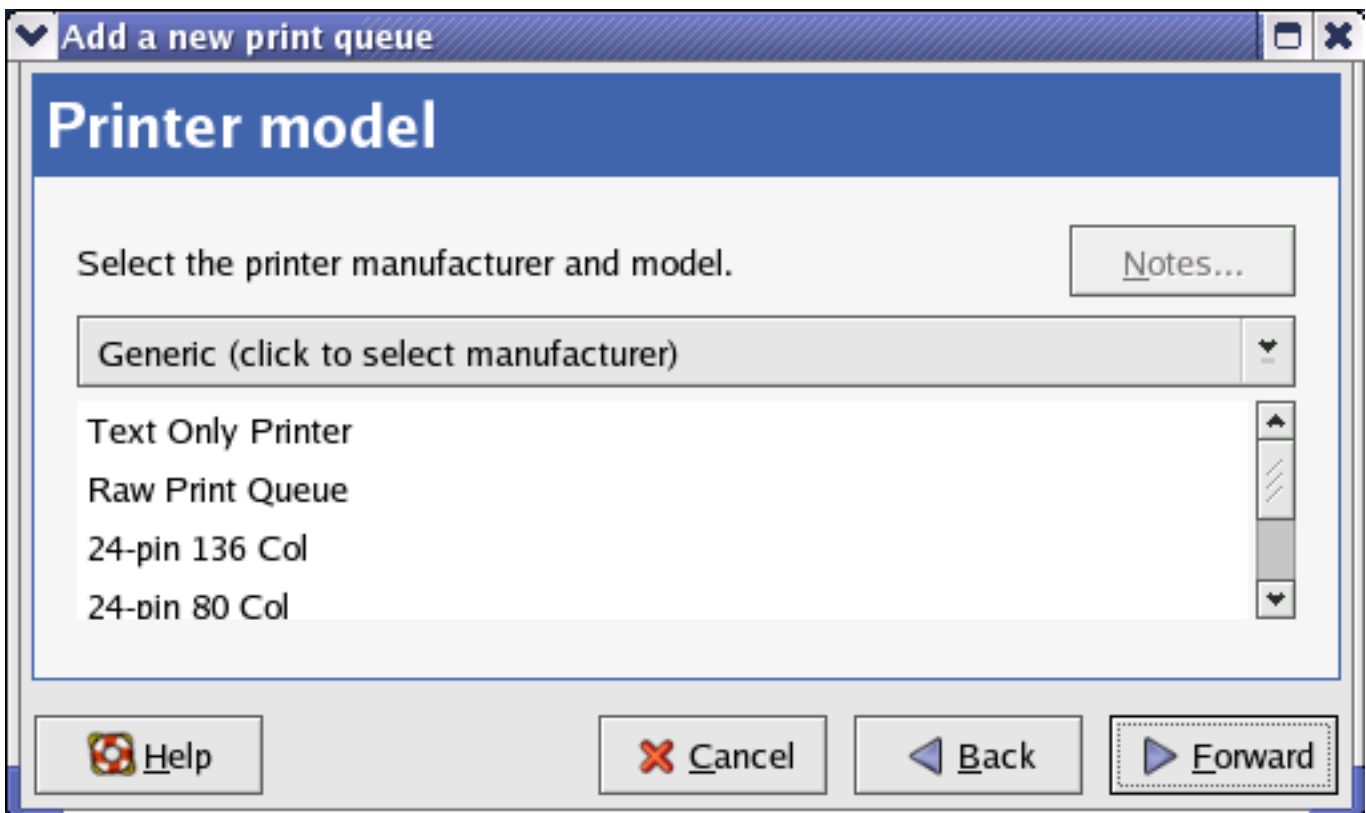 Add a new print queue
Printer model
Select the printer manufacturer and model.
Notes...
Generic (click to select manufacturer)
Text Only Printer
Raw Print Queue
24-pin 136 Col
24-pin 80 Col
Help
Cancel
Back
Forward